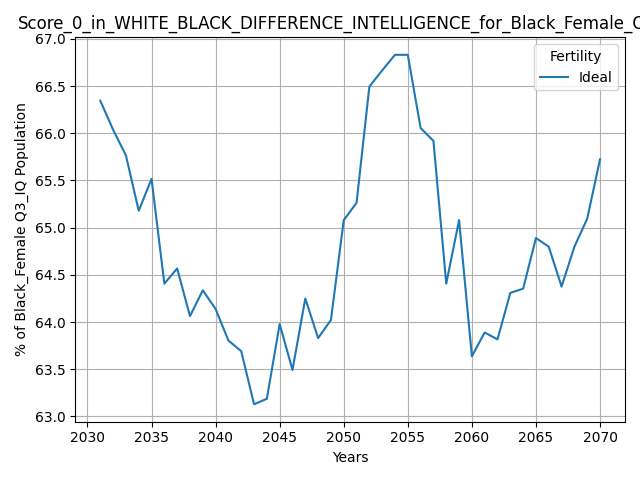 Score_0_in_WHITE_BLACK_DIFFERENCE_INTELLIGENCE_for_Black_Female_
Fertility
Ideal
67.0
66.5
66.0
65.5
65.0
64.5
64.0
63.5
63.0
% of Black_Female Q3_IQ Population
2030 2035 2040 2045 2050 2055 2060 2065 2070
Years